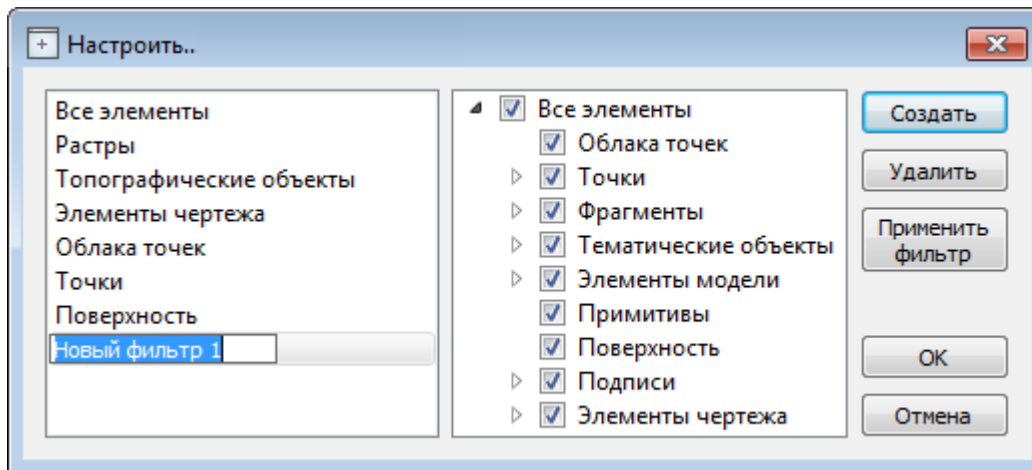 Настроить..
Все элементы
Растры
Топографические объекты
Элементы чертежа
Облака точек
Точки
Поверхность
Новый фильтр 1
Все элементы
Облака точек
Точки
Фрагменты
Тематические объекты
Элементы модели
Примитивы
Поверхность
Подписи
Элементы чертежа
Создать
Удалить
Применить
фильтр
OK
Отмена